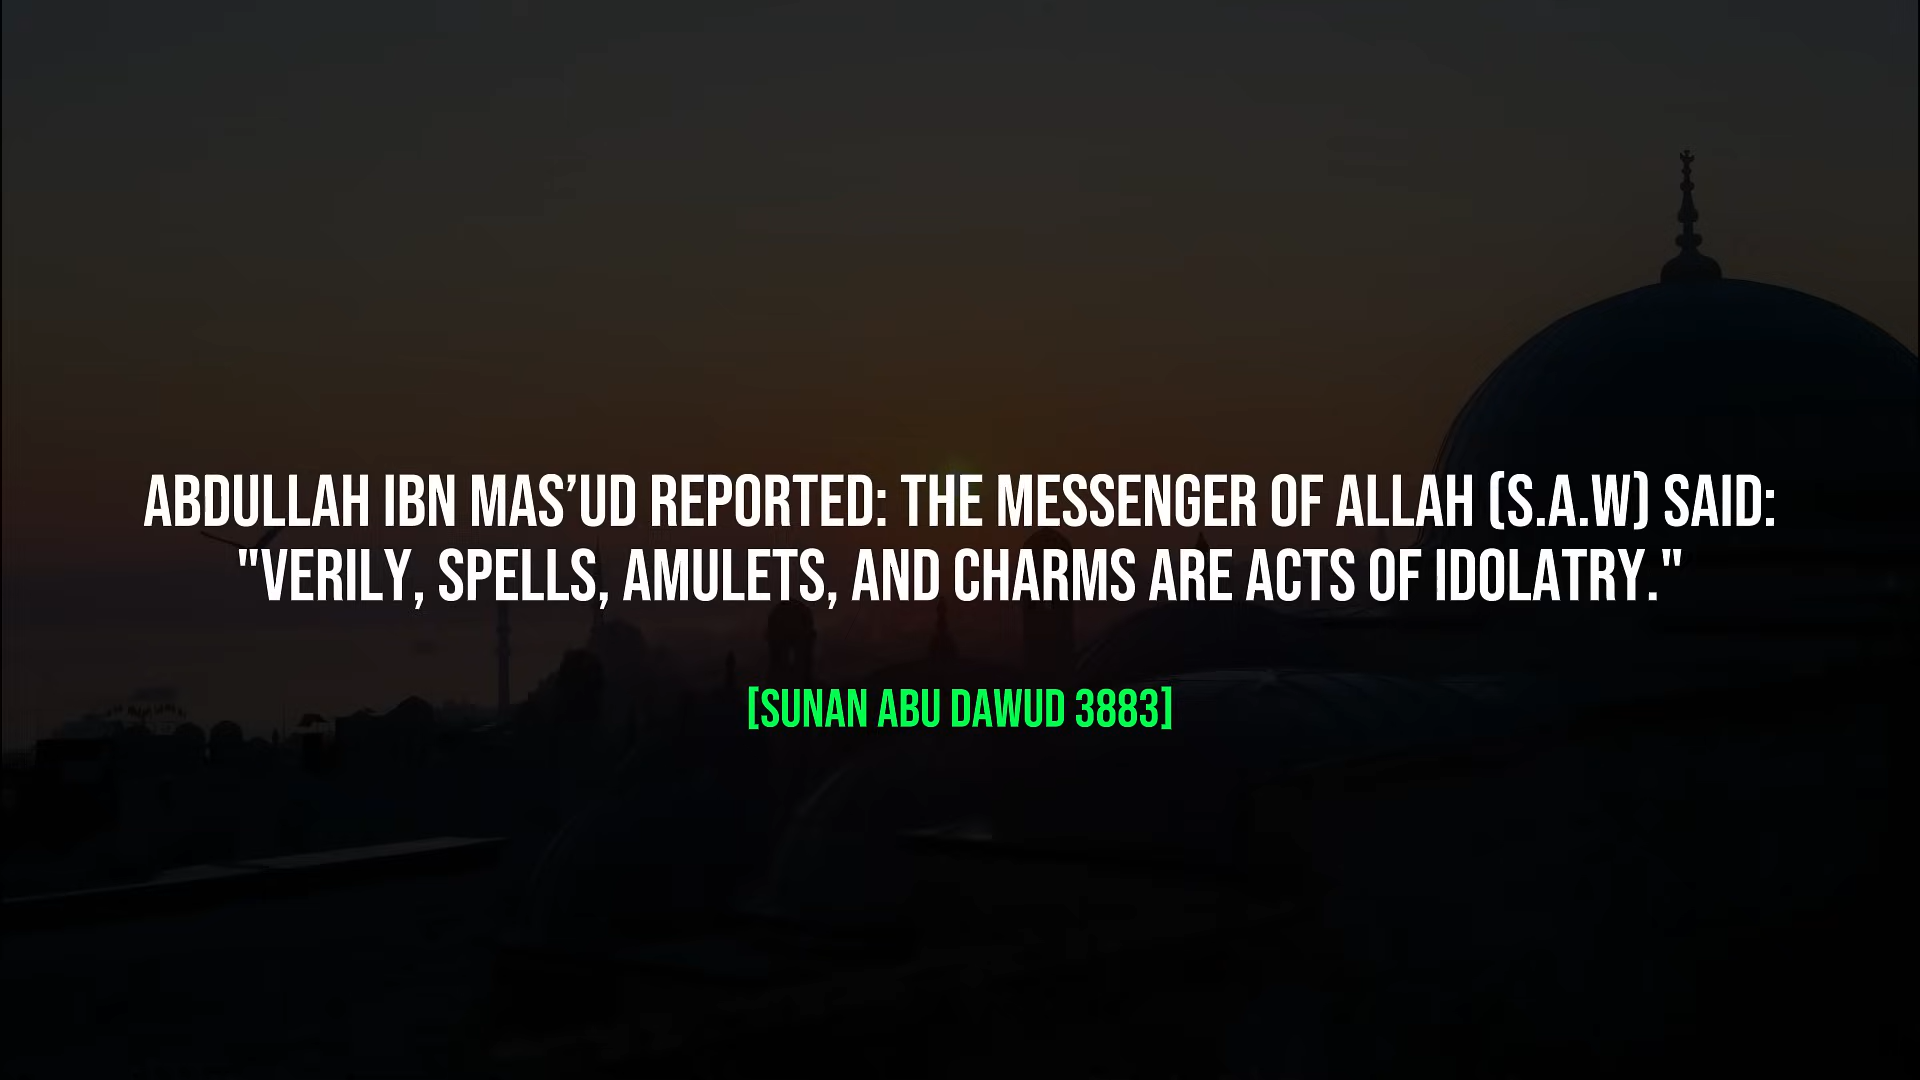 ABDULLAH IBN MAS’UD REPORTED: THE MESSENGER OF ALLAH (S.A.W) SAID:
"VERILY, SPELLS, AMULETS, AND CHARMS ARE ACTS OF IDOLATRY."
[SUNAN ABU DAWUD 3883]